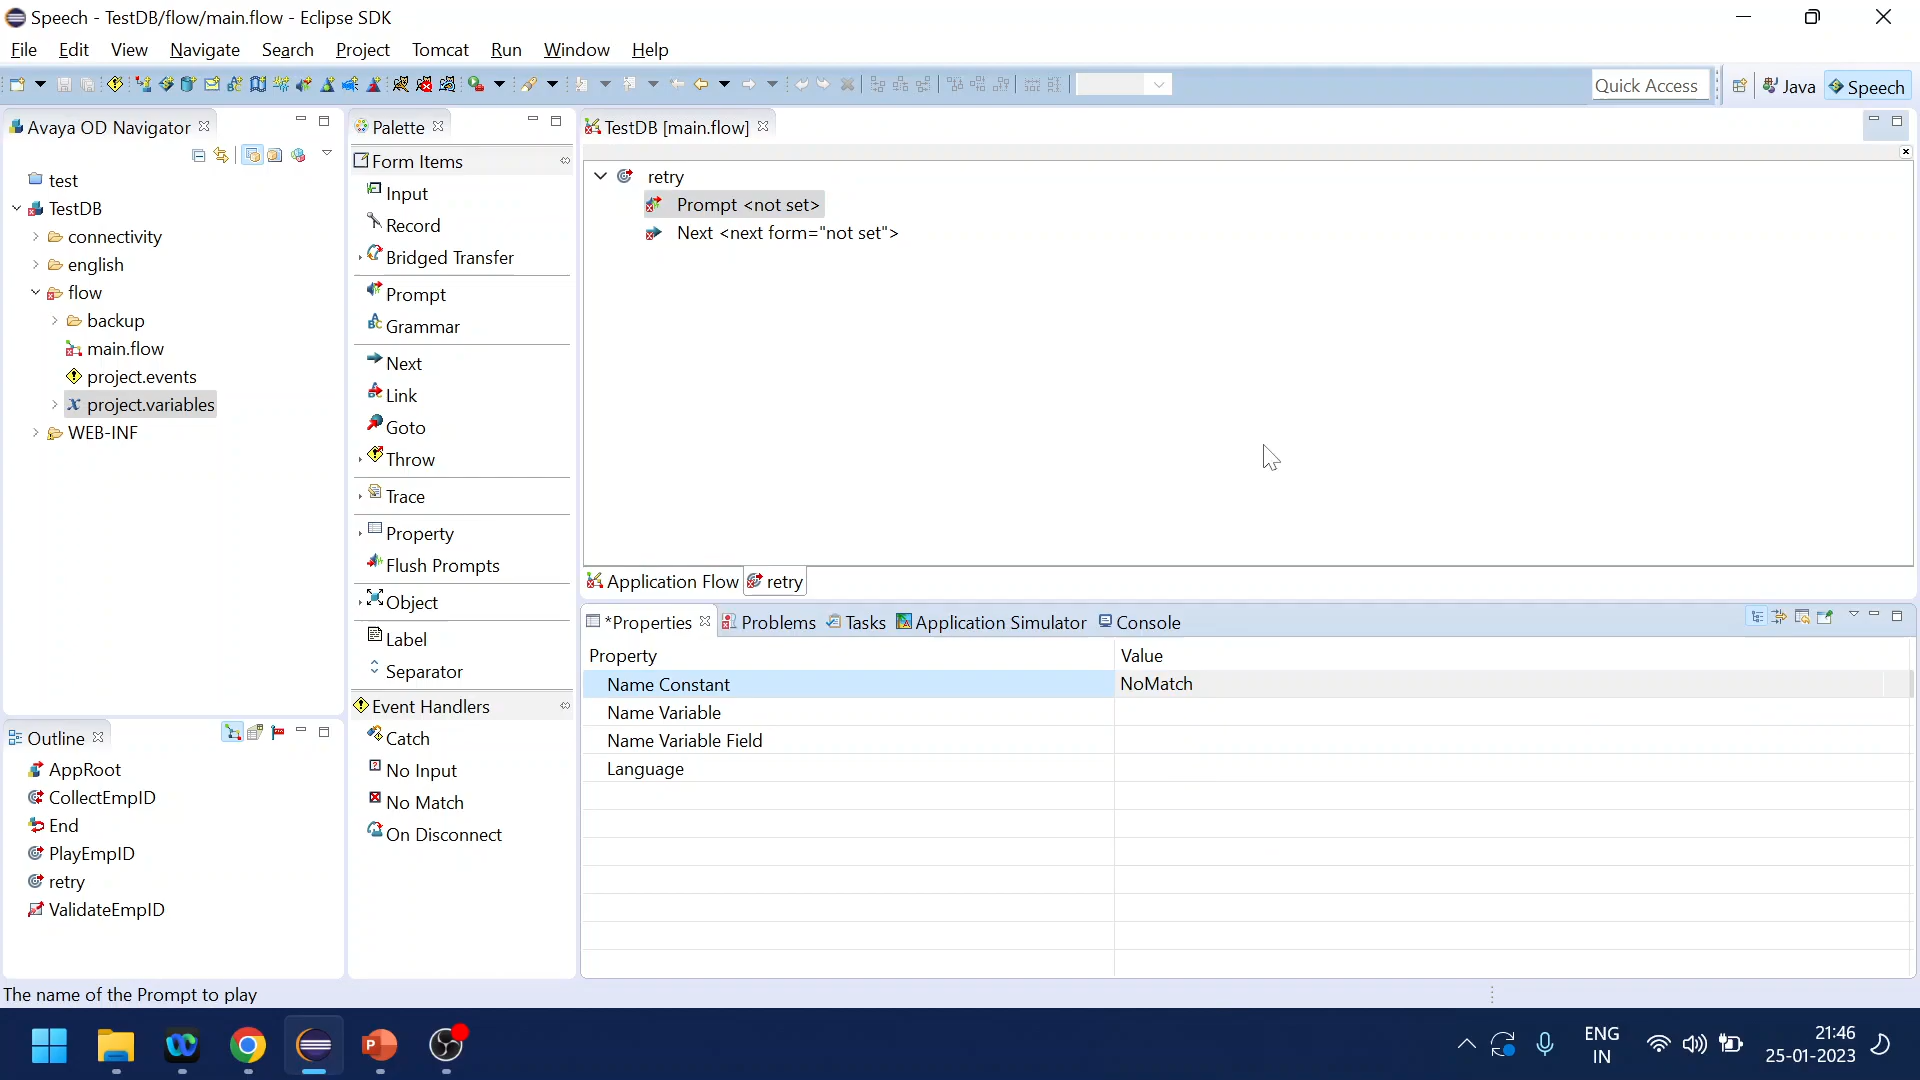 Speech - TestDB/flow/main.flow - Eclipse SDK
File Edit View Navigate Search Project Tomcat Run Window Help
Quick Access Java Speech
Avaya OD Navigator
test
TestDB
connectivity
english
flow
backup
main.flow
project.events
project.variables
WEB-INF
Outline
AppRoot
CollectEmpID
End
PlayEmpID
retry
ValidateEmpID
Palette
Form Items
Input
Record
Bridged Transfer
Prompt
Grammar
Next
Link
Goto
Throw
Trace
Property
Flush Prompts
Object
Label
Separator
Event Handlers
Catch
No Input
No Match
On Disconnect
TestDB [main.flow]
retry
Prompt <not set>
Next <next form="not set">
Application Flow retry
*Properties Problems Tasks Application Simulator Console
Property Value
Name Constant NoMatch
Name Variable
Name Variable Field
Language
The name of the Prompt to play
ENG
IN
21:46
25-01-2023